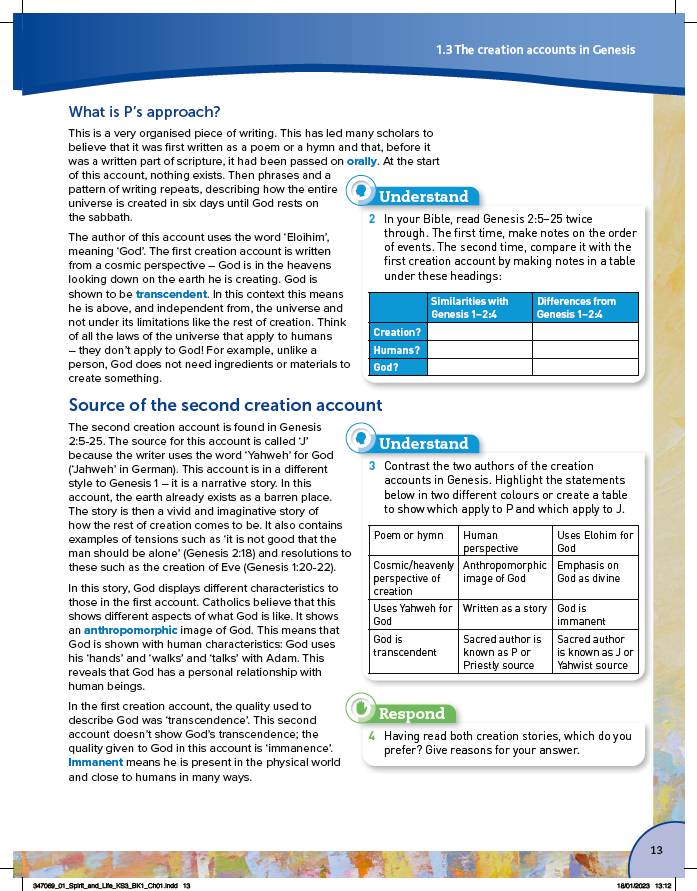 1.3 The creation accounts in Genesis
What is P's approach?
This is a very organised piece of writing. This has led many scholars to
believe that it was first written as a poem or a hymn and that, before it
was a written part of scripture, it had been passed on orally. At the start
of this account, nothing exists. Then phrases and a
pattern of writing repeats, describing how the entire
universe is created in six days until God rests on
the sabbath.
The author of this account uses the word 'Eloihim',
meaning 'God'. The first creation account is written
from a cosmic perspective – God is in the heavens
looking down on the earth he is creating. God is
shown to be transcendent. In this context this means
he is above, and independent from, the universe and
not under its limitations like the rest of creation. Think
of all the laws of the universe that apply to humans
– they don't apply to God! For example, unlike a
person, God does not need ingredients or materials to
create something.
Understand
2 In your Bible, read Genesis 2:5–25 twice
through. The first time, make notes on the order
of events. The second time, compare it with the
first creation account by making notes in a table
under these headings:
Similarities with Differences from
Genesis 1–2:4 Genesis 1–2:4
Creation?
Humans?
God?
Source of the second creation account
The second creation account is found in Genesis
2:5-25. The source for this account is called 'J'
because the writer uses the word 'Yahweh' for God
('Jahweh' in German). This account is in a different
style to Genesis 1 – it is a narrative story. In this
account, the earth already exists as a barren place.
The story is then a vivid and imaginative story of
how the rest of creation comes to be. It also contains
examples of tensions such as 'it is not good that the
man should be alone' (Genesis 2:18) and resolutions to
these such as the creation of Eve (Genesis 1:20-22).
In this story, God displays different characteristics to
those in the first account. Catholics believe that this
shows different aspects of what God is like. It shows
an anthropomorphic image of God. This means that
God is shown with human characteristics: God uses
his 'hands' and 'walks' and 'talks' with Adam. This
reveals that God has a personal relationship with
human beings.
In the first creation account, the quality used to
describe God was 'transcendence'. This second
account doesn't show God's transcendence; the
quality given to God in this account is 'immanence'.
Immanent means he is present in the physical world
and close to humans in many ways.
Understand
3 Contrast the two authors of the creation
accounts in Genesis. Highlight the statements
below in two different colours or create a table
to show which apply to P and which apply to J.
Poem or hymn Human Uses Elohim for
perspective God
Cosmic/heavenly Anthropomorphic Emphasis on
perspective of image of God God as divine
creation
Uses Yahweh for Written as a story God is
God immanent
God is Sacred author is Sacred author
transcendent known as P or is known as J or
Priestly source Yahwist source
Respond
4 Having read both creation stories, which do you
prefer? Give reasons for your answer.
13
347069_01_Spirit_and_Life_KS3_BK1_Ch01.indd 13 18/01/2023 13:12